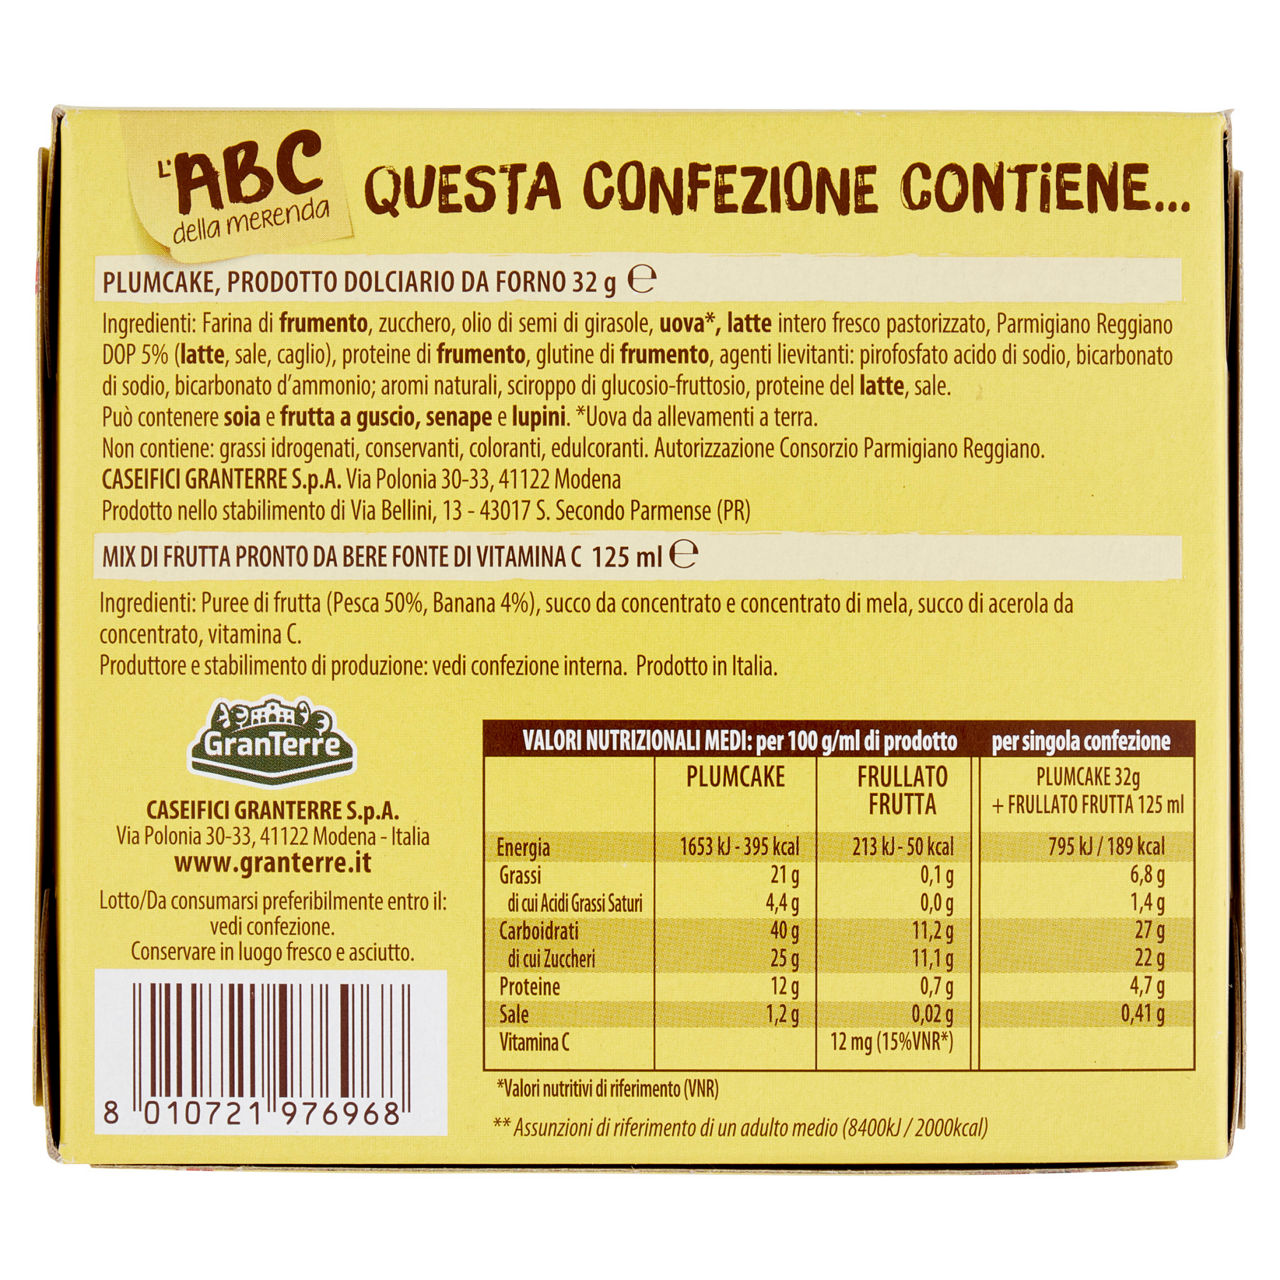 L'ABC
della merenda
QUESTA CONFEZIONE CONTIENE...
PLUMCAKE, PRODOTTO DOLCIARIO DA FORNO 32 g ℮
Ingredienti: Farina di frumento, zucchero, olio di semi di girasole, uova*, latte intero fresco pastorizzato, Parmigiano Reggiano
DOP 5% (latte, sale, caglio), proteine di frumento, glutine di frumento, agenti lievitanti: pirofosfato acido di sodio, bicarbonato
di sodio, bicarbonato d'ammonio; aromi naturali, sciroppo di glucosio-fruttosio, proteine del latte, sale.
Può contenere soia e frutta a guscio, senape e lupini. *Uova da allevamenti a terra.
Non contiene: grassi idrogenati, conservanti, coloranti, edulcoranti. Autorizzazione Consorzio Parmigiano Reggiano.
CASEIFICI GRANTERRE S.p.A. Via Polonia 30-33, 41122 Modena
Prodotto nello stabilimento di Via Bellini, 13 - 43017 S. Secondo Parmense (PR)
MIX DI FRUTTA PRONTO DA BERE FONTE DI VITAMINA C 125 ml ℮
Ingredienti: Puree di frutta (Pesca 50%, Banana 4%), succo da concentrato e concentrato di mela, succo di acerola da
concentrato, vitamina C.
Produttore e stabilimento di produzione: vedi confezione interna. Prodotto in Italia.
GranTerre
CASEIFICI GRANTERRE S.p.A.
Via Polonia 30-33, 41122 Modena - Italia
www.granterre.it
Lotto/Da consumarsi preferibilmente entro il:
vedi confezione.
Conservare in luogo fresco e asciutto.
8 010721 976968
VALORI NUTRIZIONALI MEDI: per 100 g/ml di prodotto per singola confezione
PLUMCAKE FRULLATO PLUMCAKE 32g
FRUTTA + FRULLATO FRUTTA 125 ml
Energia 1653 kJ - 395 kcal 213 kJ - 50 kcal 795 kJ / 189 kcal
Grassi 21 g 0,1 g 6,8 g
di cui Acidi Grassi Saturi 4,4 g 0,0 g 1,4 g
Carboidrati 40 g 11,2 g 27 g
di cui Zuccheri 25 g 11,1 g 22 g
Proteine 12 g 0,7 g 4,7 g
Sale 1,2 g 0,02 g 0,41 g
Vitamina C 12 mg (15%VNR*)
*Valori nutritivi di riferimento (VNR)
** Assunzioni di riferimento di un adulto medio (8400kJ / 2000kcal)